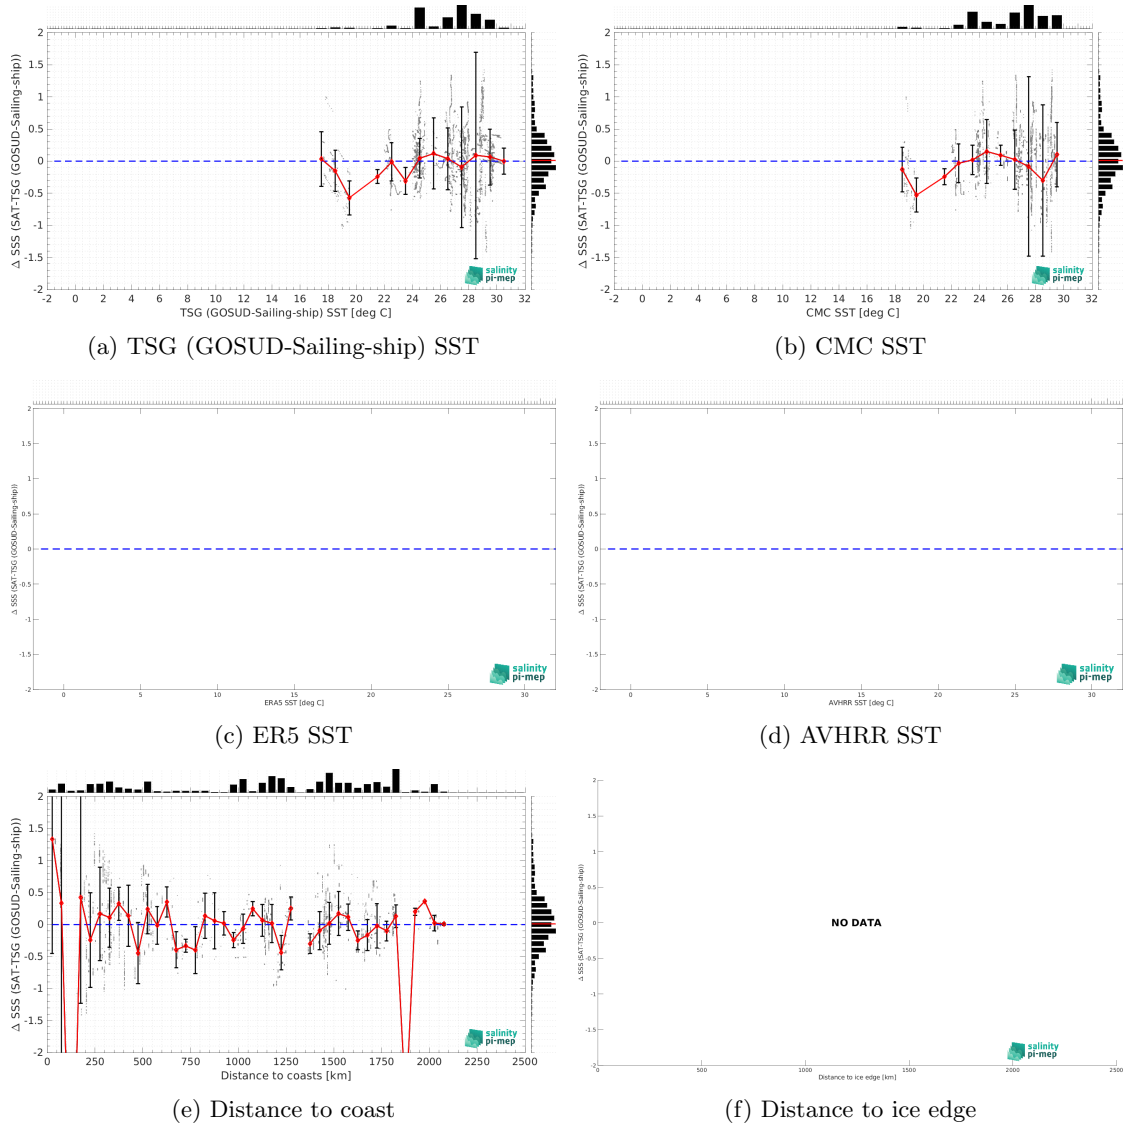 2
1.5
1
0.5
0
-0.5
-1
-1.5
-2
Δ SSS (SAT-TSG (GOSUD-Sailing-ship))
-2 0 2 4 6 8 10 12 14 16 18 20 22 24 26 28 30 32
TSG (GOSUD-Sailing-ship) SST [deg C]
salinity
pi-mep
(a) TSG (GOSUD-Sailing-ship) SST
2
1.5
1
0.5
0
-0.5
-1
-1.5
-2
Δ SSS (SAT-TSG (GOSUD-Sailing-ship))
-2 0 2 4 6 8 10 12 14 16 18 20 22 24 26 28 30 32
CMC SST [deg C]
salinity
pi-mep
(b) CMC SST
2
1.5
1
0.5
0
-0.5
-1
-1.5
-2
Δ SSS (SAT-TSG (GOSUD-Sailing-ship))
0 5 10 15 20 25 30
ERA5 SST [deg C]
salinity
pi-mep
(c) ER5 SST
2
1.5
1
0.5
0
-0.5
-1
-1.5
-2
Δ SSS (SAT-TSG (GOSUD-Sailing-ship))
0 5 10 15 20 25 30
AVHRR SST [deg C]
salinity
pi-mep
(d) AVHRR SST
2
1.5
1
0.5
0
-0.5
-1
-1.5
-2
Δ SSS (SAT-TSG (GOSUD-Sailing-ship))
0 250 500 750 1000 1250 1500 1750 2000 2250 2500
Distance to coasts [km]
salinity
pi-mep
(e) Distance to coast
2
1.5
1
0.5
0
-0.5
-1
-1.5
-2
Δ SSS (SAT-TSG (GOSUD-Sailing-ship))
NO DATA
0 500 1000 1500 2000 2500
Distance to ice edge [km]
salinity
pi-mep
(f) Distance to ice edge